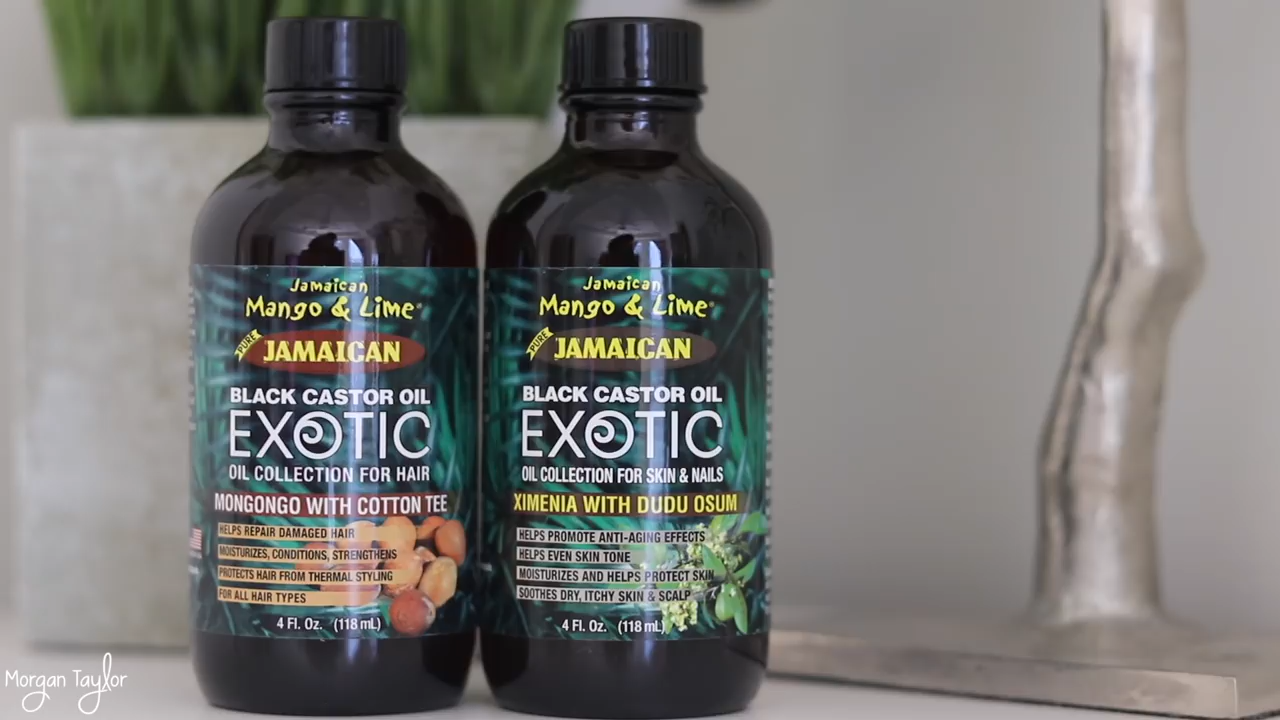 Jamaican
Mango & Lime®
PURE
JAMAICAN
BLACK CASTOR OIL
EXOTIC
OIL COLLECTION FOR HAIR
MONGONGO WITH COTTON TEE
HELPS REPAIR DAMAGED HAIR
MOISTURIZES, CONDITIONS, STRENGTHENS
PROTECTS HAIR FROM THERMAL STYLING
FOR ALL HAIR TYPES
4 Fl. Oz. (118 mL)
Jamaican
Mango & Lime®
PURE
JAMAICAN
BLACK CASTOR OIL
EXOTIC
OIL COLLECTION FOR SKIN & NAILS
XIMENIA WITH DUDU OSUM
HELPS PROMOTE ANTI-AGING EFFECTS
HELPS EVEN SKIN TONE
MOISTURIZES AND HELPS PROTECT SKIN
SOOTHES DRY, ITCHY SKIN & SCALP
4 Fl. Oz. (118 mL)
Morgan Taylor